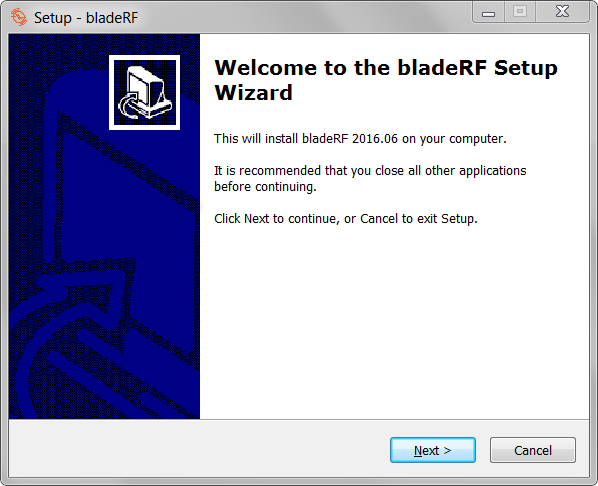 Setup - bladeRF
Welcome to the bladeRF Setup
Wizard
This will install bladeRF 2016.06 on your computer.
It is recommended that you close all other applications
before continuing.
Click Next to continue, or Cancel to exit Setup.
Next >
Cancel